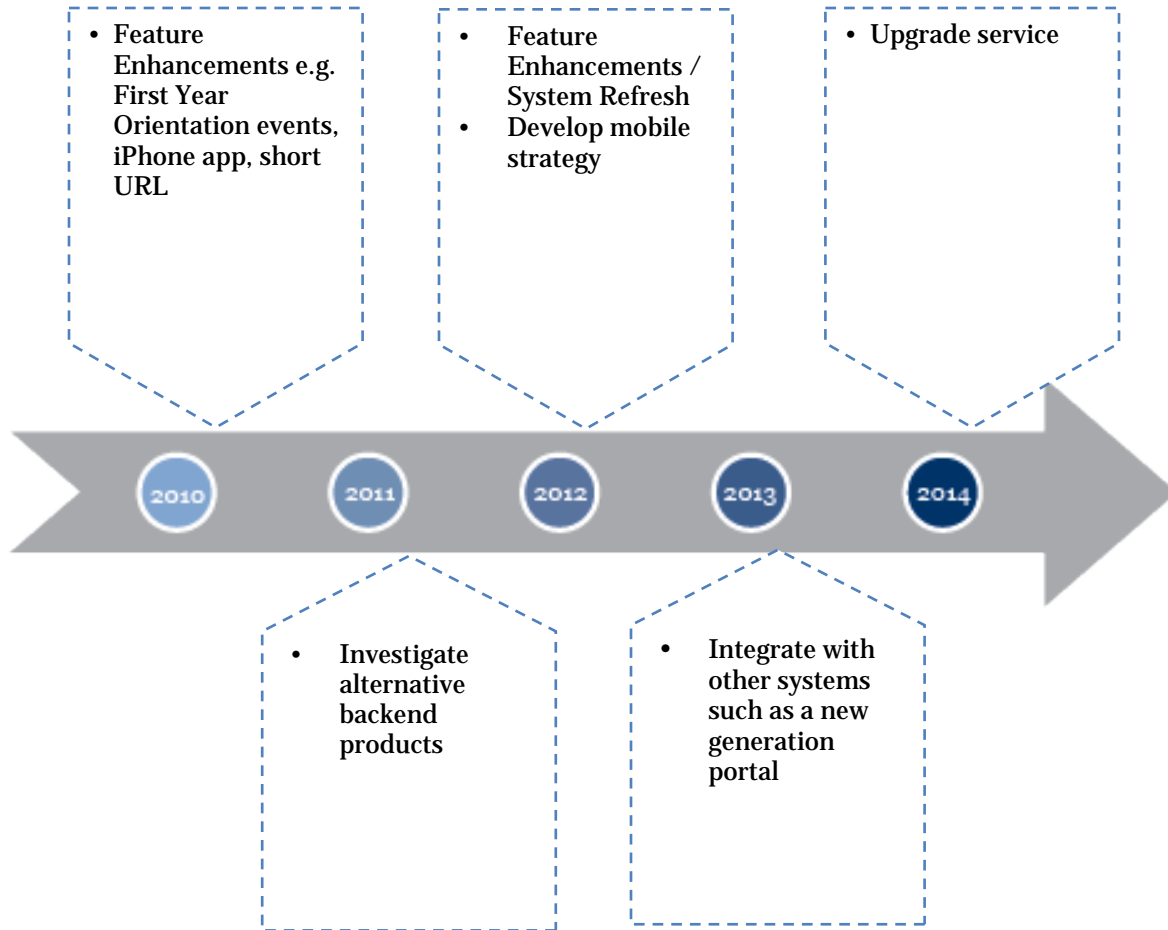 • Feature
Enhancements e.g.
First Year
Orientation events,
iPhone app, short
URL
• Feature
Enhancements /
System Refresh
• Develop mobile
strategy
• Upgrade service
2010
2011
2012
2013
2014
• Investigate
alternative
backend
products
• Integrate with
other systems
such as a new
generation
portal